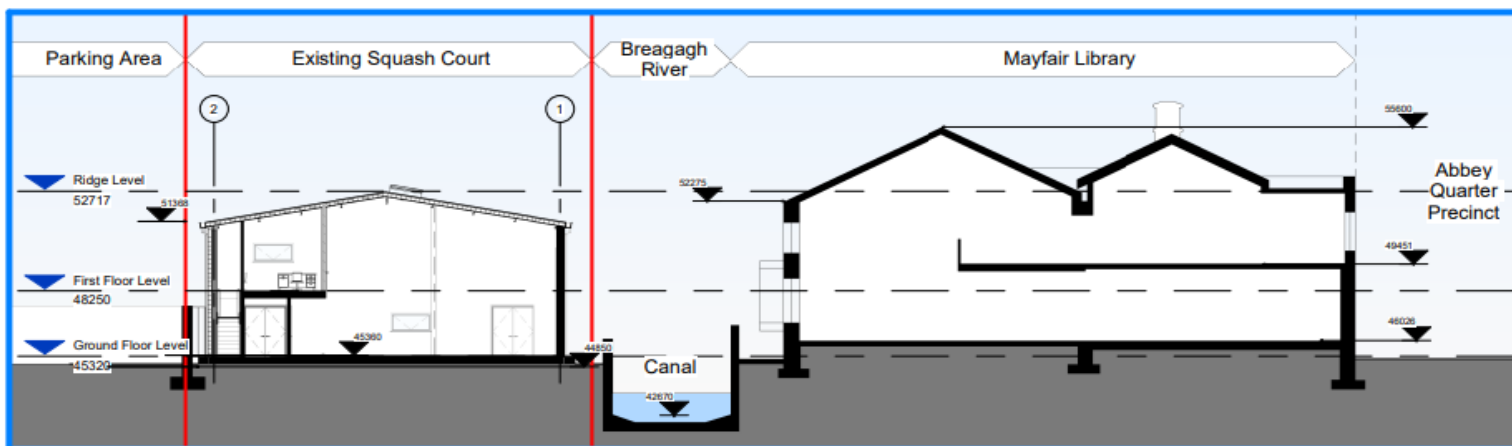 Parking Area
Existing Squash Court
Breagagh
River
Mayfair Library
2
1
55600
Ridge Level
52717
51368
52275
Abbey
Quarter
Precinct
49451
First Floor Level
48250
46026
Ground Floor Level
45320
45360
44850
Canal
42670